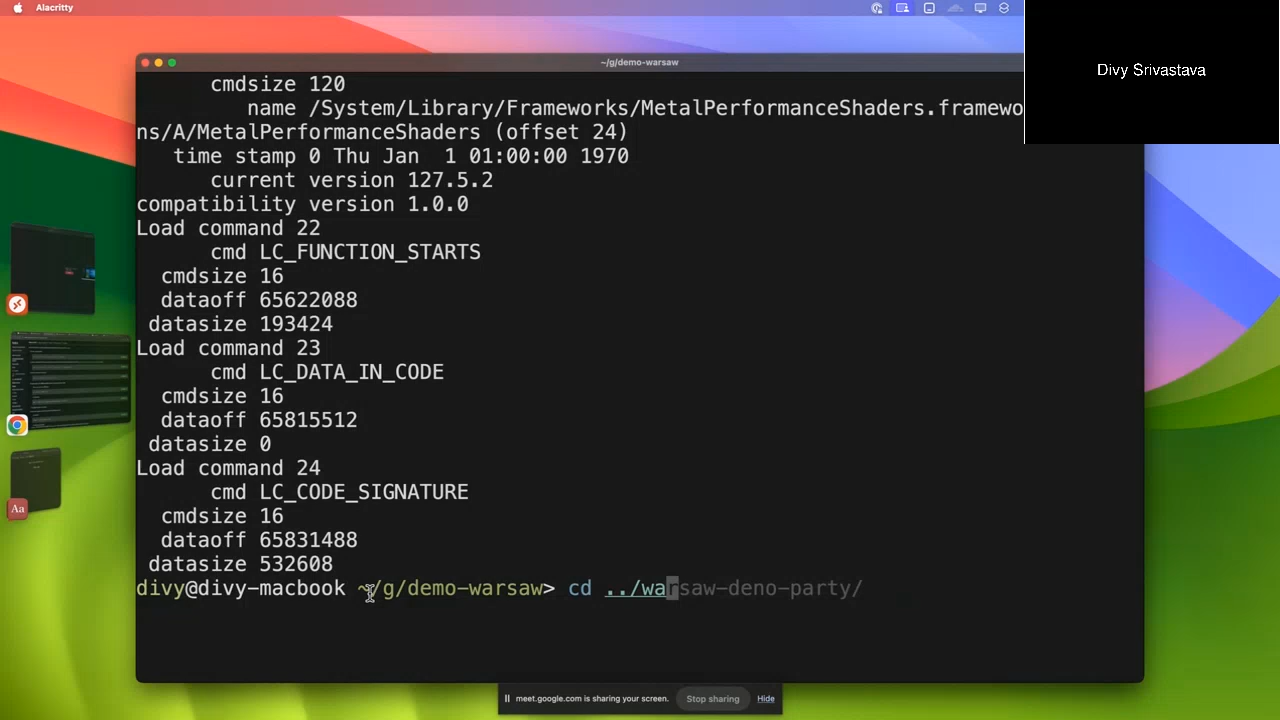 Alacritty
Divy Srivastava
~/g/demo-warsaw
cmdsize 120
name /System/Library/Frameworks/MetalPerformanceShaders.framewo
ns/A/MetalPerformanceShaders (offset 24)
time stamp 0 Thu Jan  1 01:00:00 1970
current version 127.5.2
compatibility version 1.0.0
Load command 22
cmd LC_FUNCTION_STARTS
cmdsize 16
dataoff 65622088
datasize 193424
Load command 23
cmd LC_DATA_IN_CODE
cmdsize 16
dataoff 65815512
datasize 0
Load command 24
cmd LC_CODE_SIGNATURE
cmdsize 16
dataoff 65831488
datasize 532608
divy@divy-macbook ~/g/demo-warsaw> cd ../warsaw-deno-party/
Aa
meet.google.com is sharing your screen. Stop sharing Hide